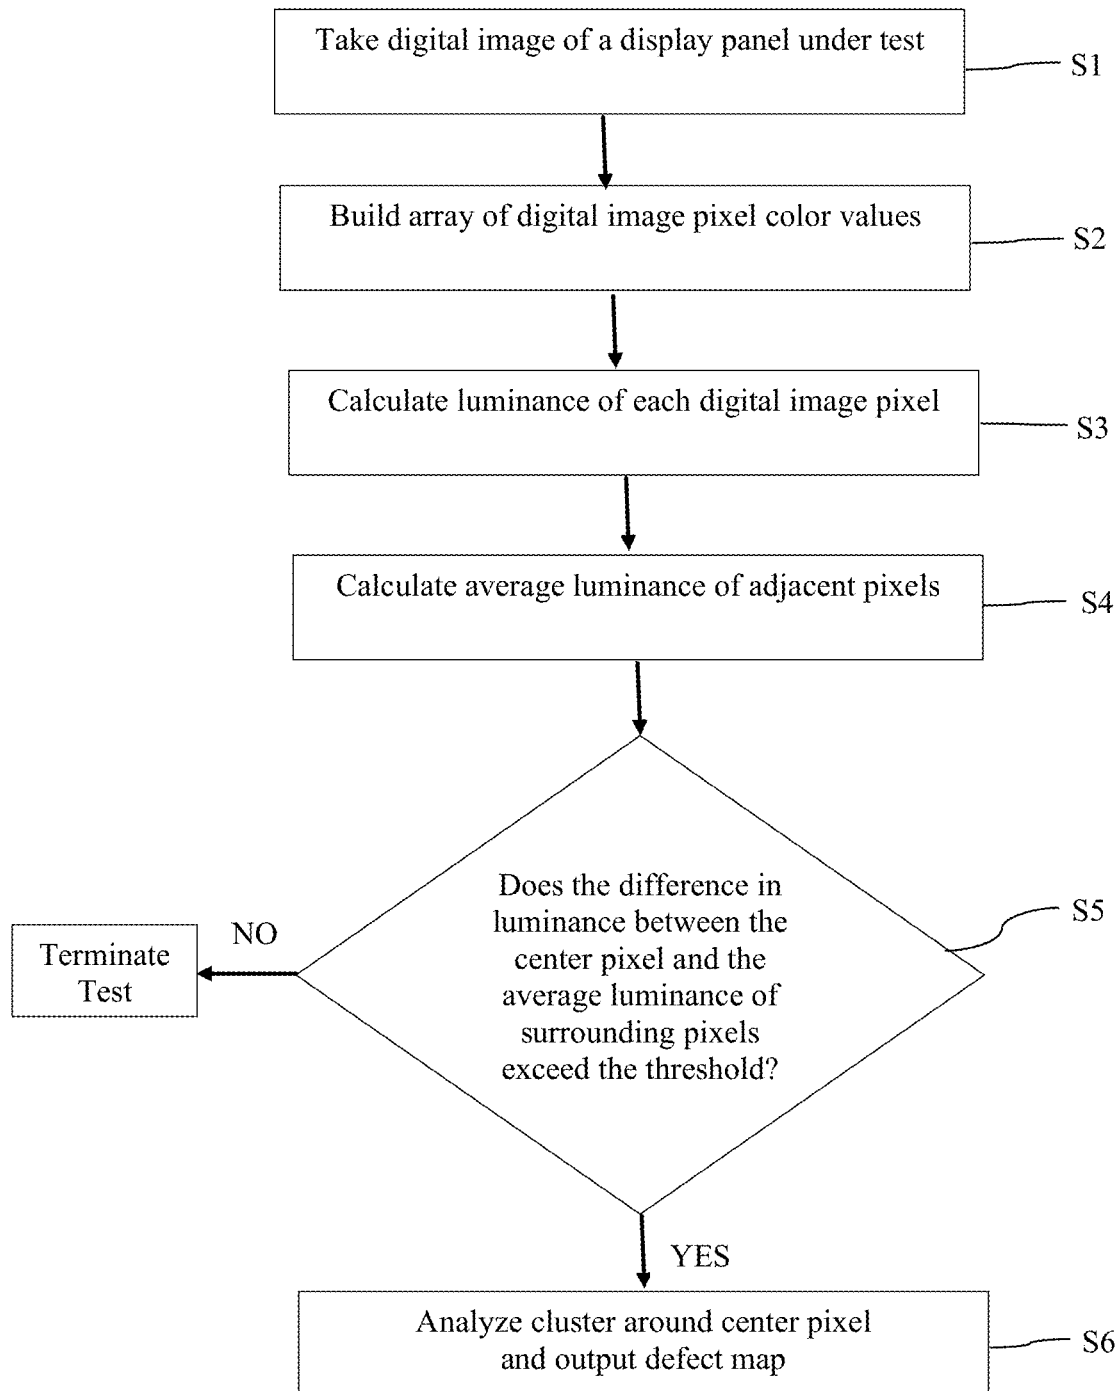 Take digital image of a display panel under test
S1
Build array of digital image pixel color values
S2
Calculate luminance of each digital image pixel
S3
Calculate average luminance of adjacent pixels
S4
Does the difference in
luminance between the
center pixel and the
average luminance of
surrounding pixels
exceed the threshold?
S5
NO
Terminate
Test
YES
Analyze cluster around center pixel
and output defect map
S6